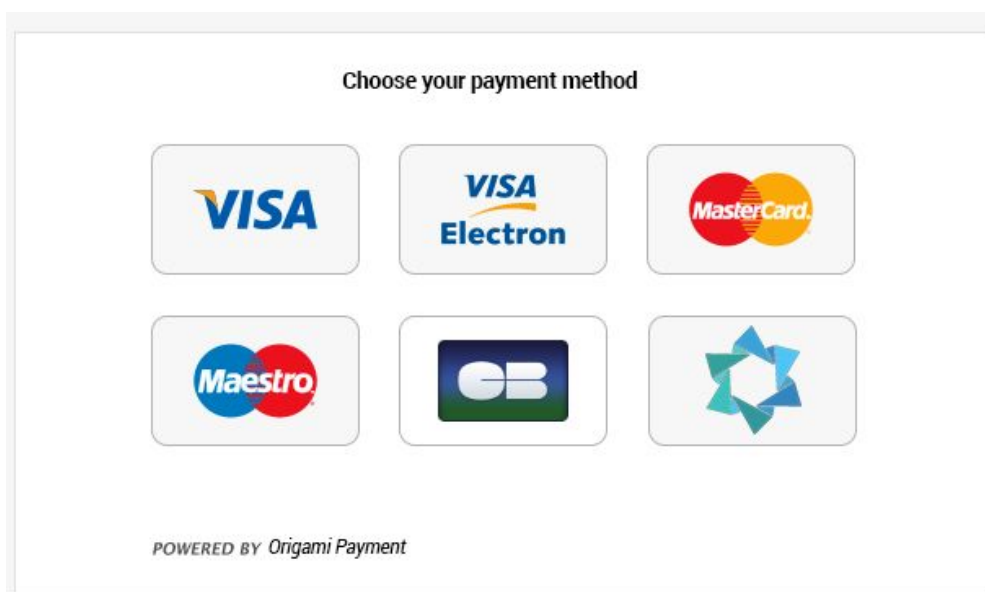 Choose your payment method
VISA
VISA
Electron
MasterCard.
Maestro
CB
POWERED BY Origami Payment